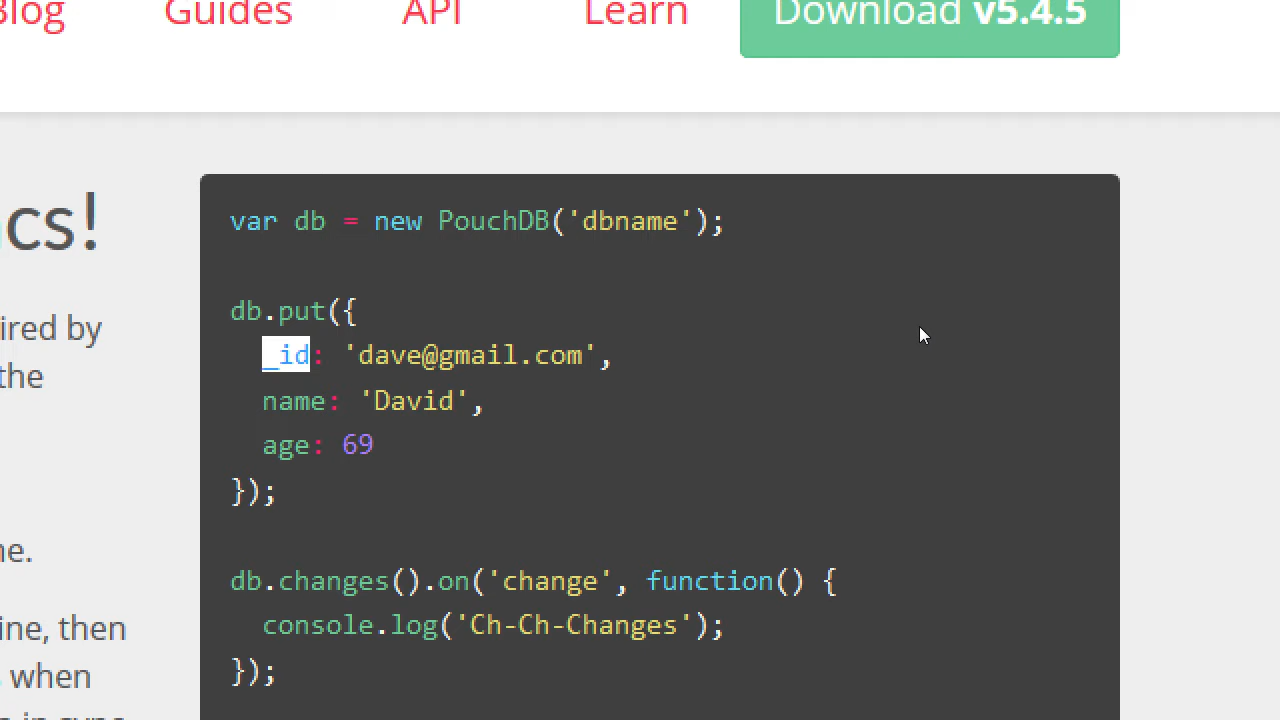 Blog Guides API Learn Download v5.4.5
cs!
ired by
the
ne.
ine, then
when
in sync
var db = new PouchDB('dbname');
db.put({
_id: 'dave@gmail.com',
name: 'David',
age: 69
});
db.changes().on('change', function() {
console.log('Ch-Ch-Changes');
});